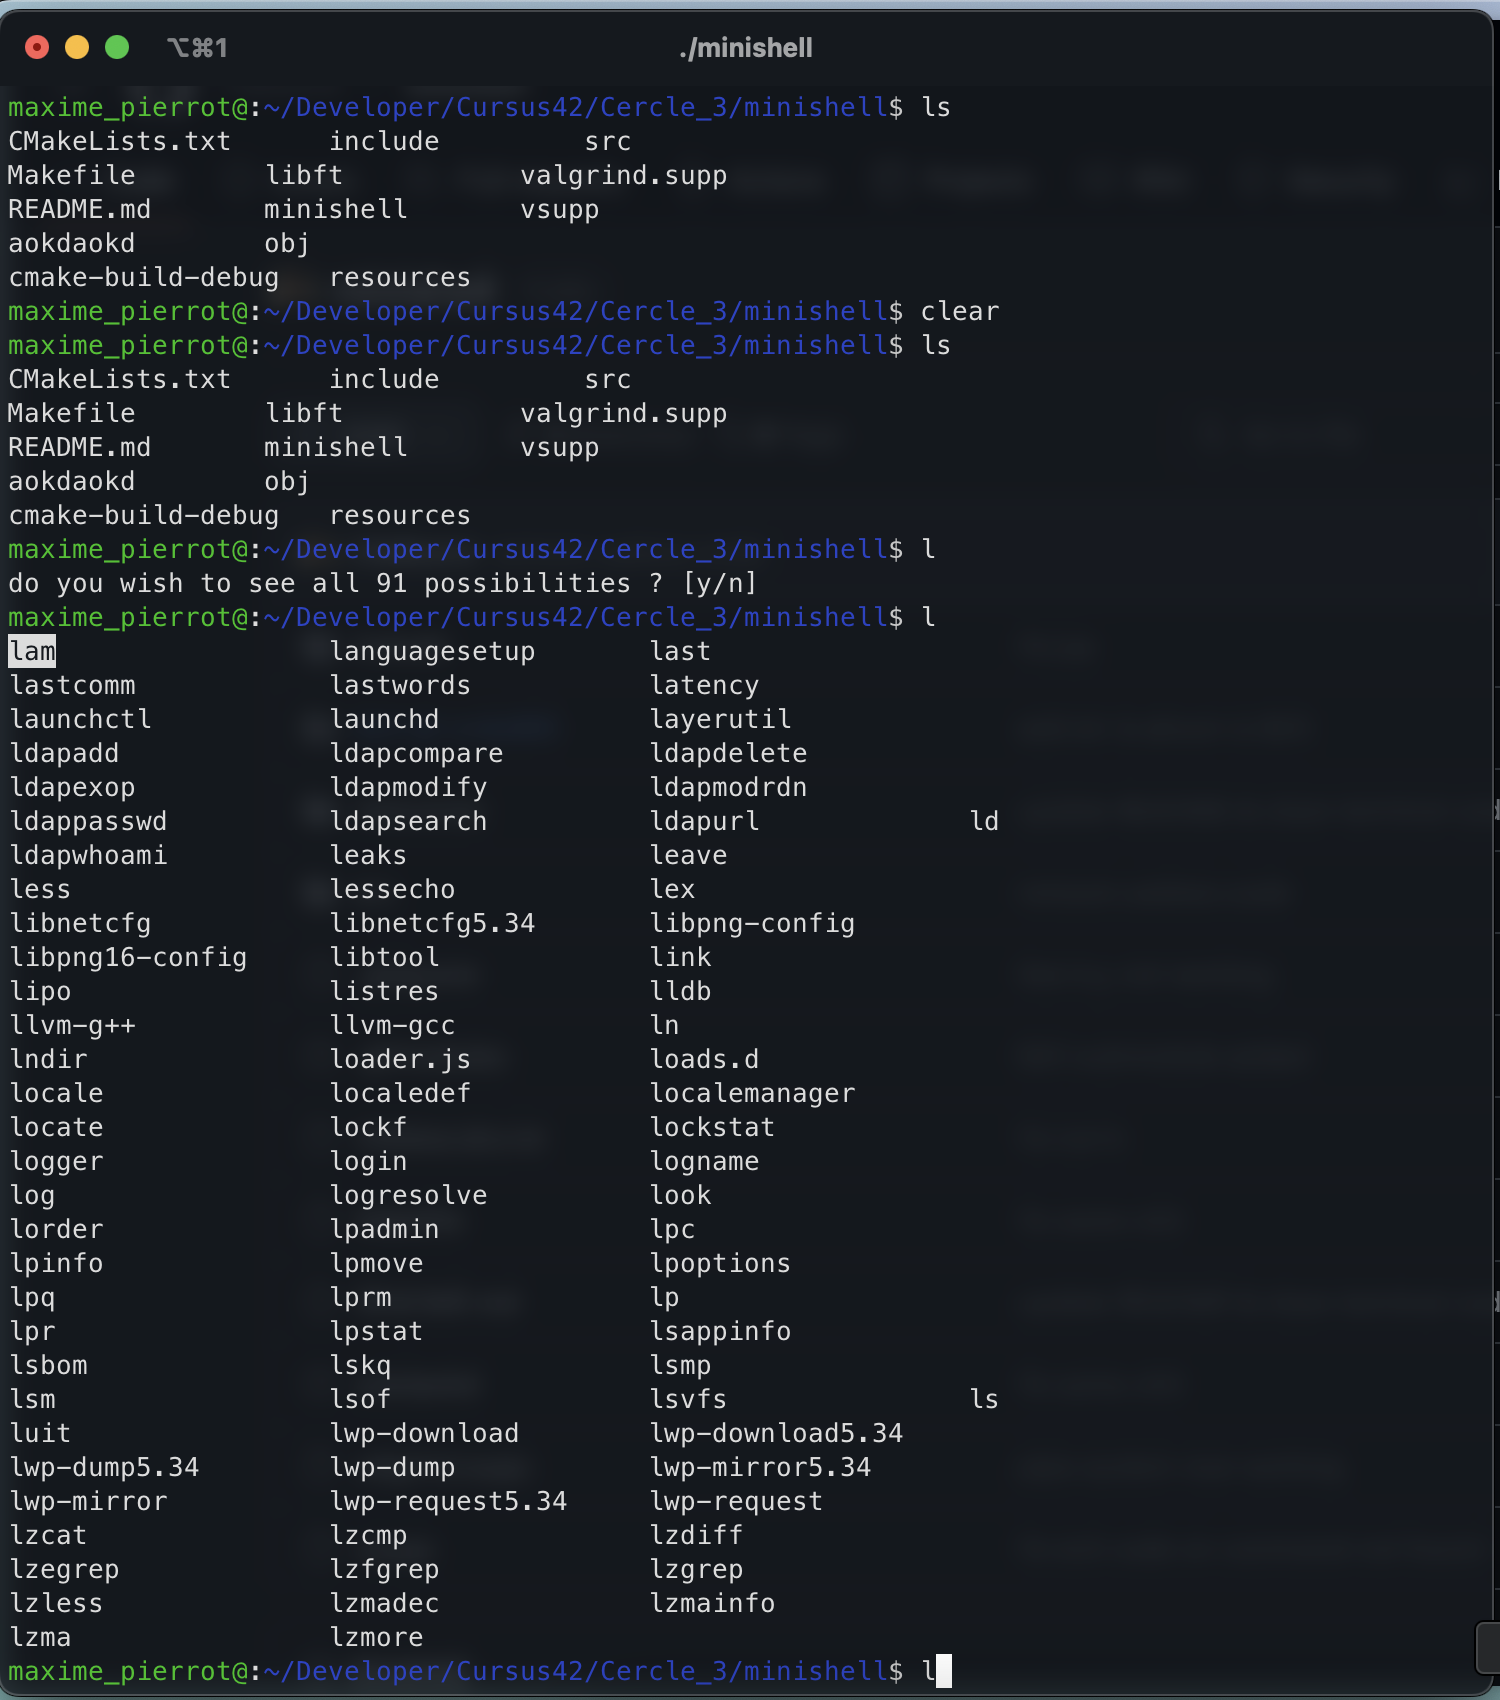 ⌥⌘1 ./minishell
maxime_pierrot@:~/Developer/Cursus42/Cercle_3/minishell$ ls
CMakeLists.txt include src
Makefile libft valgrind.supp
README.md minishell vsupp
aokdaokd obj
cmake-build-debug resources
maxime_pierrot@:~/Developer/Cursus42/Cercle_3/minishell$ clear
maxime_pierrot@:~/Developer/Cursus42/Cercle_3/minishell$ ls
CMakeLists.txt include src
Makefile libft valgrind.supp
README.md minishell vsupp
aokdaokd obj
cmake-build-debug resources
maxime_pierrot@:~/Developer/Cursus42/Cercle_3/minishell$ l
do you wish to see all 91 possibilities ? [y/n]
maxime_pierrot@:~/Developer/Cursus42/Cercle_3/minishell$ l
lam languagesetup last
lastcomm lastwords latency
launchctl launchd layerutil
ldapadd ldapcompare ldapdelete
ldapexop ldapmodify ldapmodrdn
ldappasswd ldapsearch ldapurl ld
ldapwhoami leaks leave
less lessecho lex
libnetcfg libnetcfg5.34 libpng-config
libpng16-config libtool link
lipo listres lldb
llvm-g++ llvm-gcc ln
lndir loader.js loads.d
locale localedef localemanager
locate lockf lockstat
logger login logname
log logresolve look
lorder lpadmin lpc
lpinfo lpmove lpoptions
lpq lprm lp
lpr lpstat lsappinfo
lsbom lskq lsmp
lsm lsof lsvfs ls
luit lwp-download lwp-download5.34
lwp-dump5.34 lwp-dump lwp-mirror5.34
lwp-mirror lwp-request5.34 lwp-request
lzcat lzcmp lzdiff
lzegrep lzfgrep lzgrep
lzless lzmadec lzmainfo
lzma lzmore
maxime_pierrot@:~/Developer/Cursus42/Cercle_3/minishell$ l